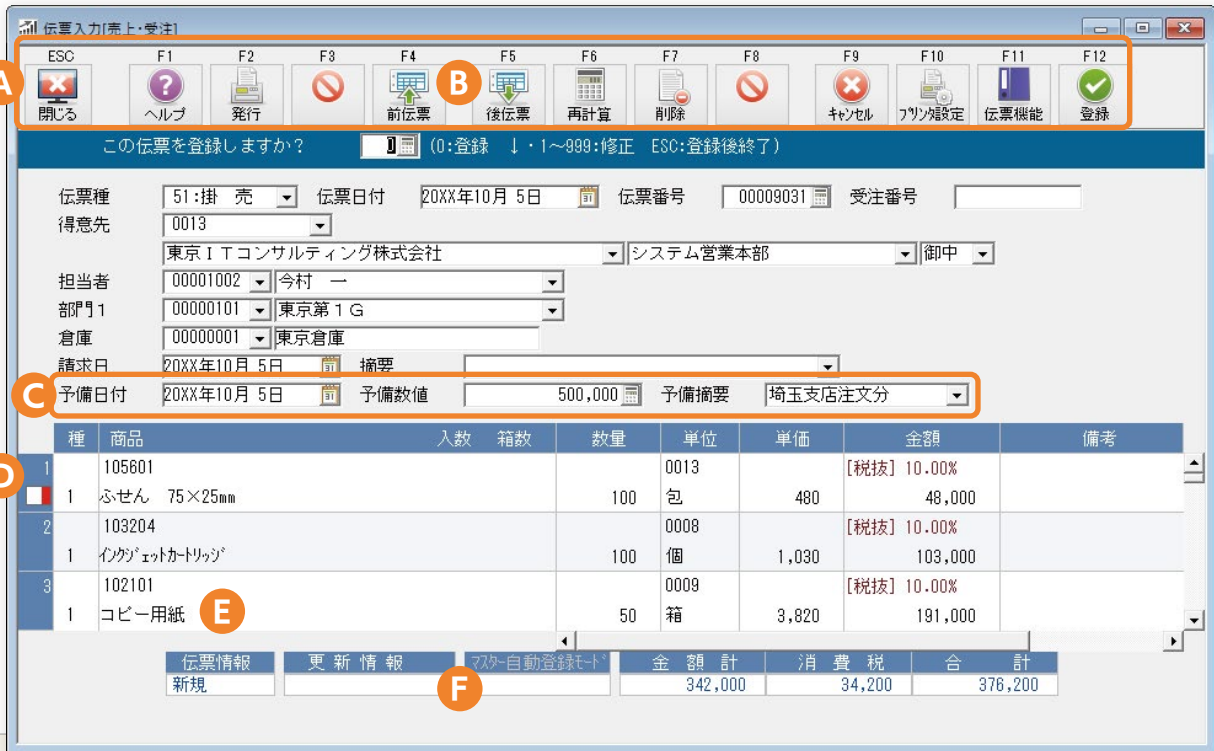 伝票入力[売上・受注]
ESC F1 F2 F3 F4 F5 F6 F7 F8 F9 F10 F11 F12
A B
閉じる ヘルプ 発行 前伝票 後伝票 再計算 削除 ｷｬﾝｾﾙ ﾌﾟﾘﾝﾀ設定 伝票機能 登録
この伝票を登録しますか？ 0 (0:登録 ↓・1～999:修正 ESC:登録後終了)
伝票種 51:掛 売 伝票日付 20XX年10月 5日 伝票番号 00009031 受注番号
得意先 0013
東京ＩＴコンサルティング株式会社 システム営業本部 御中
担当者 00001002 今村 一
部門1 00000101 東京第１Ｇ
倉庫 00000001 東京倉庫
請求日 20XX年10月 5日 摘要
C 予備日付 20XX年10月 5日 予備数値 500,000 予備摘要 埼玉支店注文分
種 商品 入数 箱数 数量 単位 単価 金額 備考
D 1 105601 0013 [税抜] 10.00%
1 ふせん 75×25mm 100 包 480 48,000
2 103204 0008 [税抜] 10.00%
1 ｲﾝｸｼﾞｪｯﾄｶｰﾄﾘｯｼﾞ 100 個 1,030 103,000
3 102101 0009 [税抜] 10.00%
1 コピー用紙 E 50 箱 3,820 191,000
伝票情報 更新情報 ﾏｽﾀｰ自動登録ﾓｰﾄﾞ 金額計 消費税 合計
新規 F 342,000 34,200 376,200